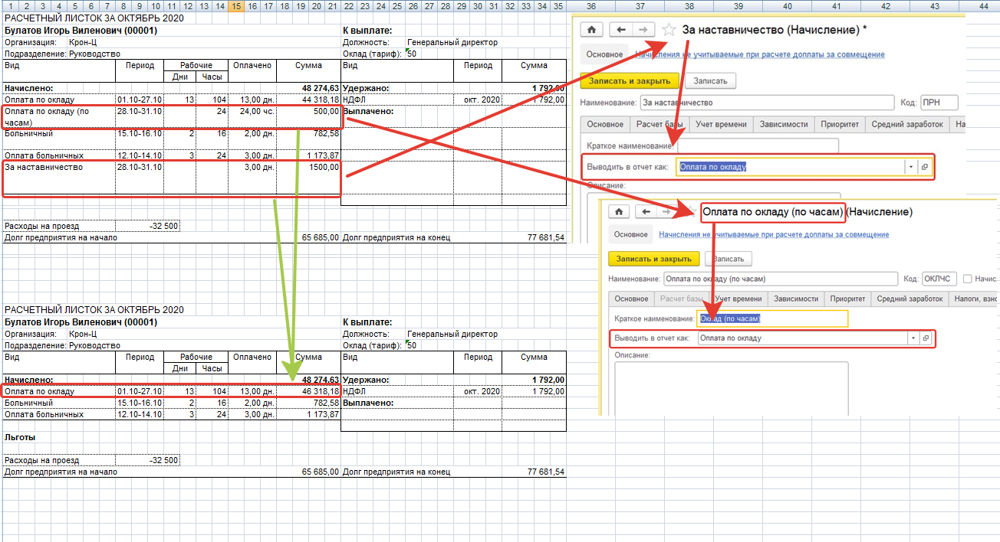 1 2 3 4 5 6 7 8 9 10 11 12 13 14 15 16 17 18 19 20 21 22 23 24 25 26 27 28 29 30 31 32 33 34 35 36 37 38 39 40 41 42 43 44
РАСЧЕТНЫЙ ЛИСТОК ЗА ОКТЯБРЬ 2020
Булатов Игорь Виленович (00001) К выплате:
Организация: Крон-Ц Должность: Генеральный директор
Подразделение: Руководство Оклад (тариф): 50
Вид Период Рабочие Оплачено Сумма Вид Период Сумма
Дни Часы
Начислено: 48 274,63 Удержано: 1 792,00
Оплата по окладу 01.10-27.10 13 104 13,00 дн. 44 318,18 НДФЛ окт. 2020 1 792,00
Оплата по окладу (по 28.10-31.10 24 24,00 чс. 500,00 Выплачено:
часам)
Больничный 15.10-16.10 2 16 2,00 дн. 782,58
Оплата больничных 12.10-14.10 3 24 3,00 дн. 1 173,87
За наставничество 28.10-31.10 3,00 дн. 1500,00
Расходы на проезд -32 500
Долг предприятия на начало 65 685,00 Долг предприятия на конец 77 681,54
За наставничество (Начисление) *
Основное Начисления не учитываемые при расчете доплаты за совмещение
Записать и закрыть Записать
Наименование: За наставничество Код: ПРН
Основное Расчет базы Учет времени Зависимости Приоритет Средний заработок На
Краткое наименование:
Выводить в отчет как: Оплата по окладу
Описание:
Оплата по окладу (по часам) (Начисление)
Основное Начисления не учитываемые при расчете доплаты за совмещение
Записать и закрыть Записать
Наименование: Оплата по окладу (по часам) Код: ОКЛЧС Начис
Основное Расчет базы Учет времени Зависимости Приоритет Средний заработок Налоги, взно
Краткое наименование: Оклад (по часам)
Выводить в отчет как: Оплата по окладу
Описание:
РАСЧЕТНЫЙ ЛИСТОК ЗА ОКТЯБРЬ 2020
Булатов Игорь Виленович (00001) К выплате:
Организация: Крон-Ц Должность: Генеральный директор
Подразделение: Руководство Оклад (тариф): 50
Вид Период Рабочие Оплачено Сумма Вид Период Сумма
Дни Часы
Начислено: 48 274,63 Удержано: 1 792,00
Оплата по окладу 01.10-27.10 13 104 13,00 дн. 46 318,18 НДФЛ окт. 2020 1 792,00
Больничный 15.10-16.10 2 16 2,00 дн. 782,58 Выплачено:
Оплата больничных 12.10-14.10 3 24 3,00 дн. 1 173,87
Льготы
Расходы на проезд -32 500
Долг предприятия на начало 65 685,00 Долг предприятия на конец 77 681,54